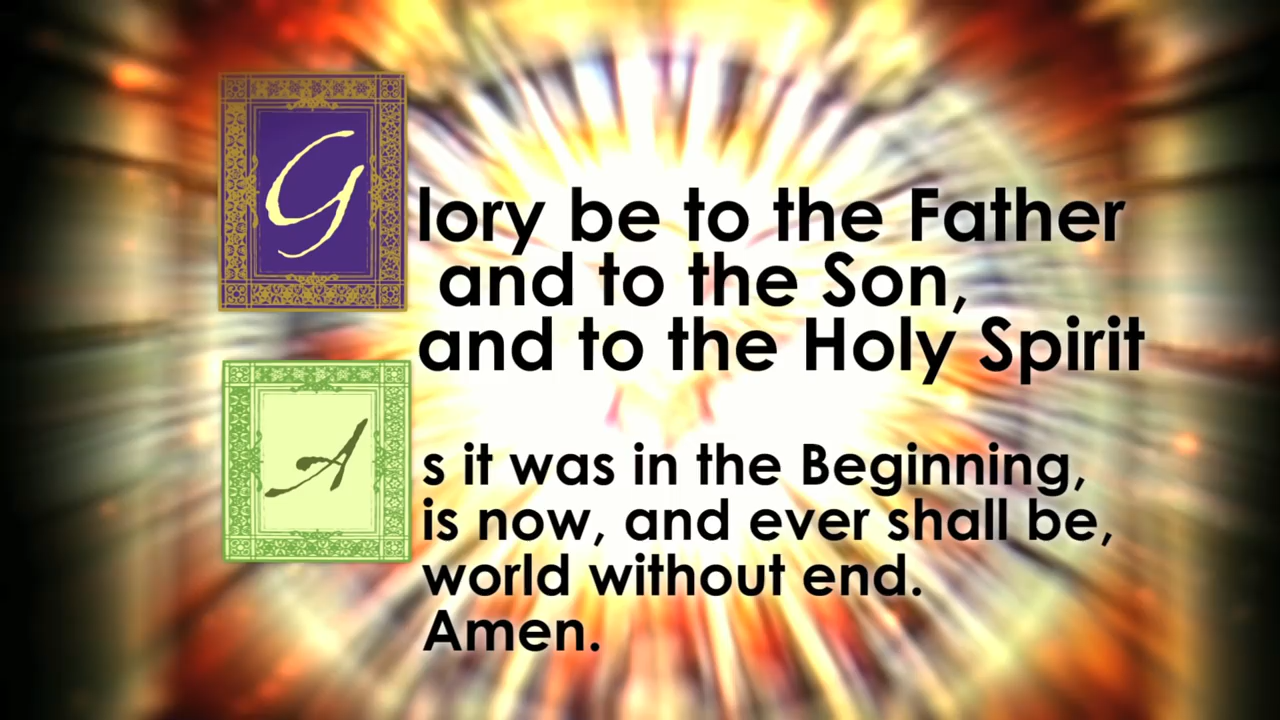 Glory be to the Father
and to the Son,
and to the Holy Spirit
As it was in the Beginning,
is now, and ever shall be,
world without end.
Amen.